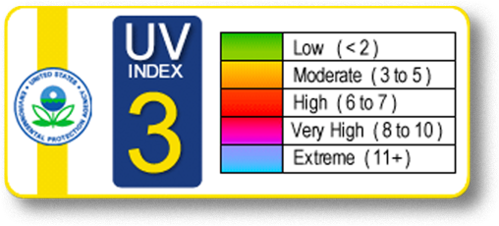 UNITED STATES
ENVIRONMENTAL PROTECTION AGENCY
UV
INDEX
3
Low ( < 2 )
Moderate ( 3 to 5 )
High ( 6 to 7 )
Very High ( 8 to 10 )
Extreme ( 11+ )